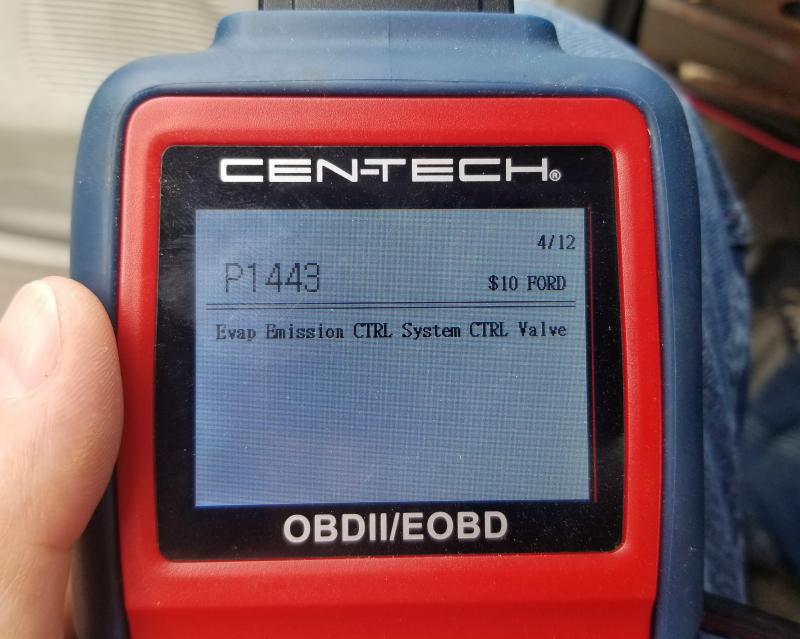 CEN-TECH®
4/12
P1443 $10 FORD
Evap Emission CTRL System CTRL Valve
OBDII/EOBD